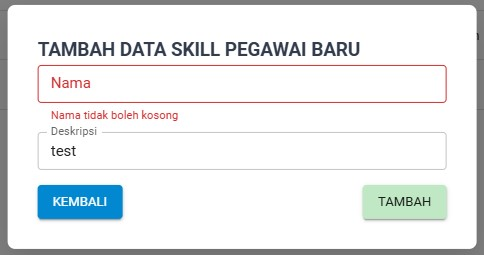 TAMBAH DATA SKILL PEGAWAI BARU
Nama
Nama tidak boleh kosong
Deskripsi
test
KEMBALI
TAMBAH